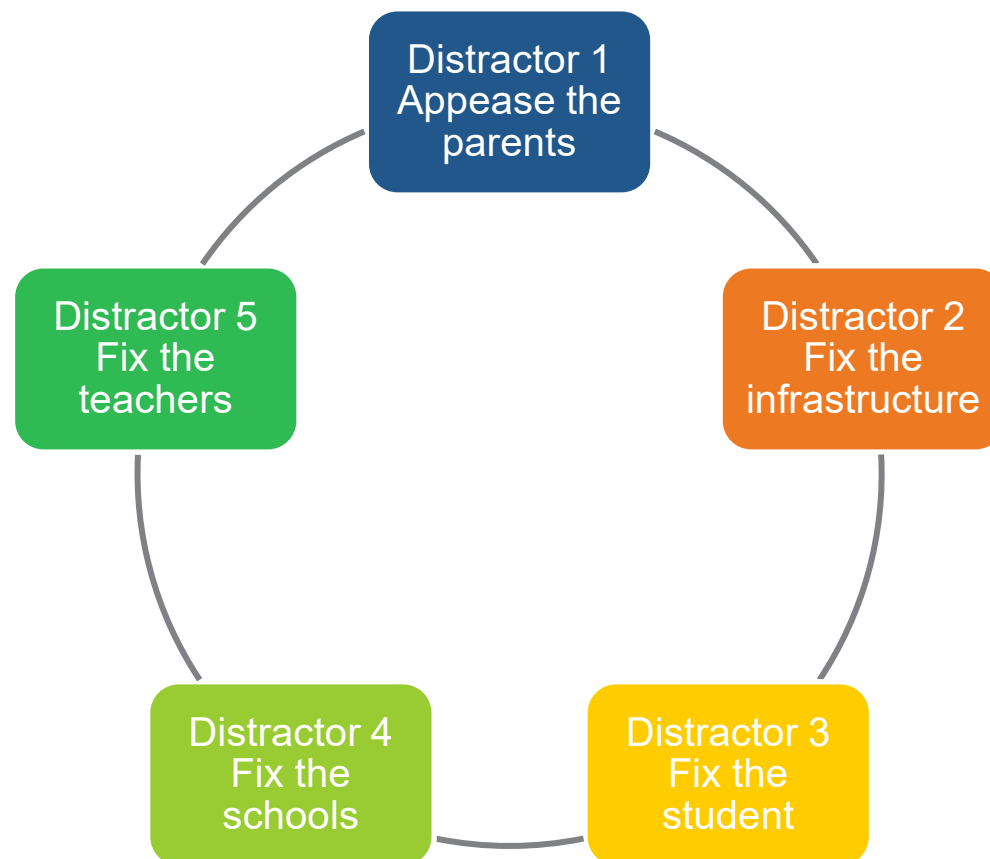 Distractor 1
Appease the
parents
Distractor 2
Fix the
infrastructure
Distractor 3
Fix the
student
Distractor 4
Fix the
schools
Distractor 5
Fix the
teachers